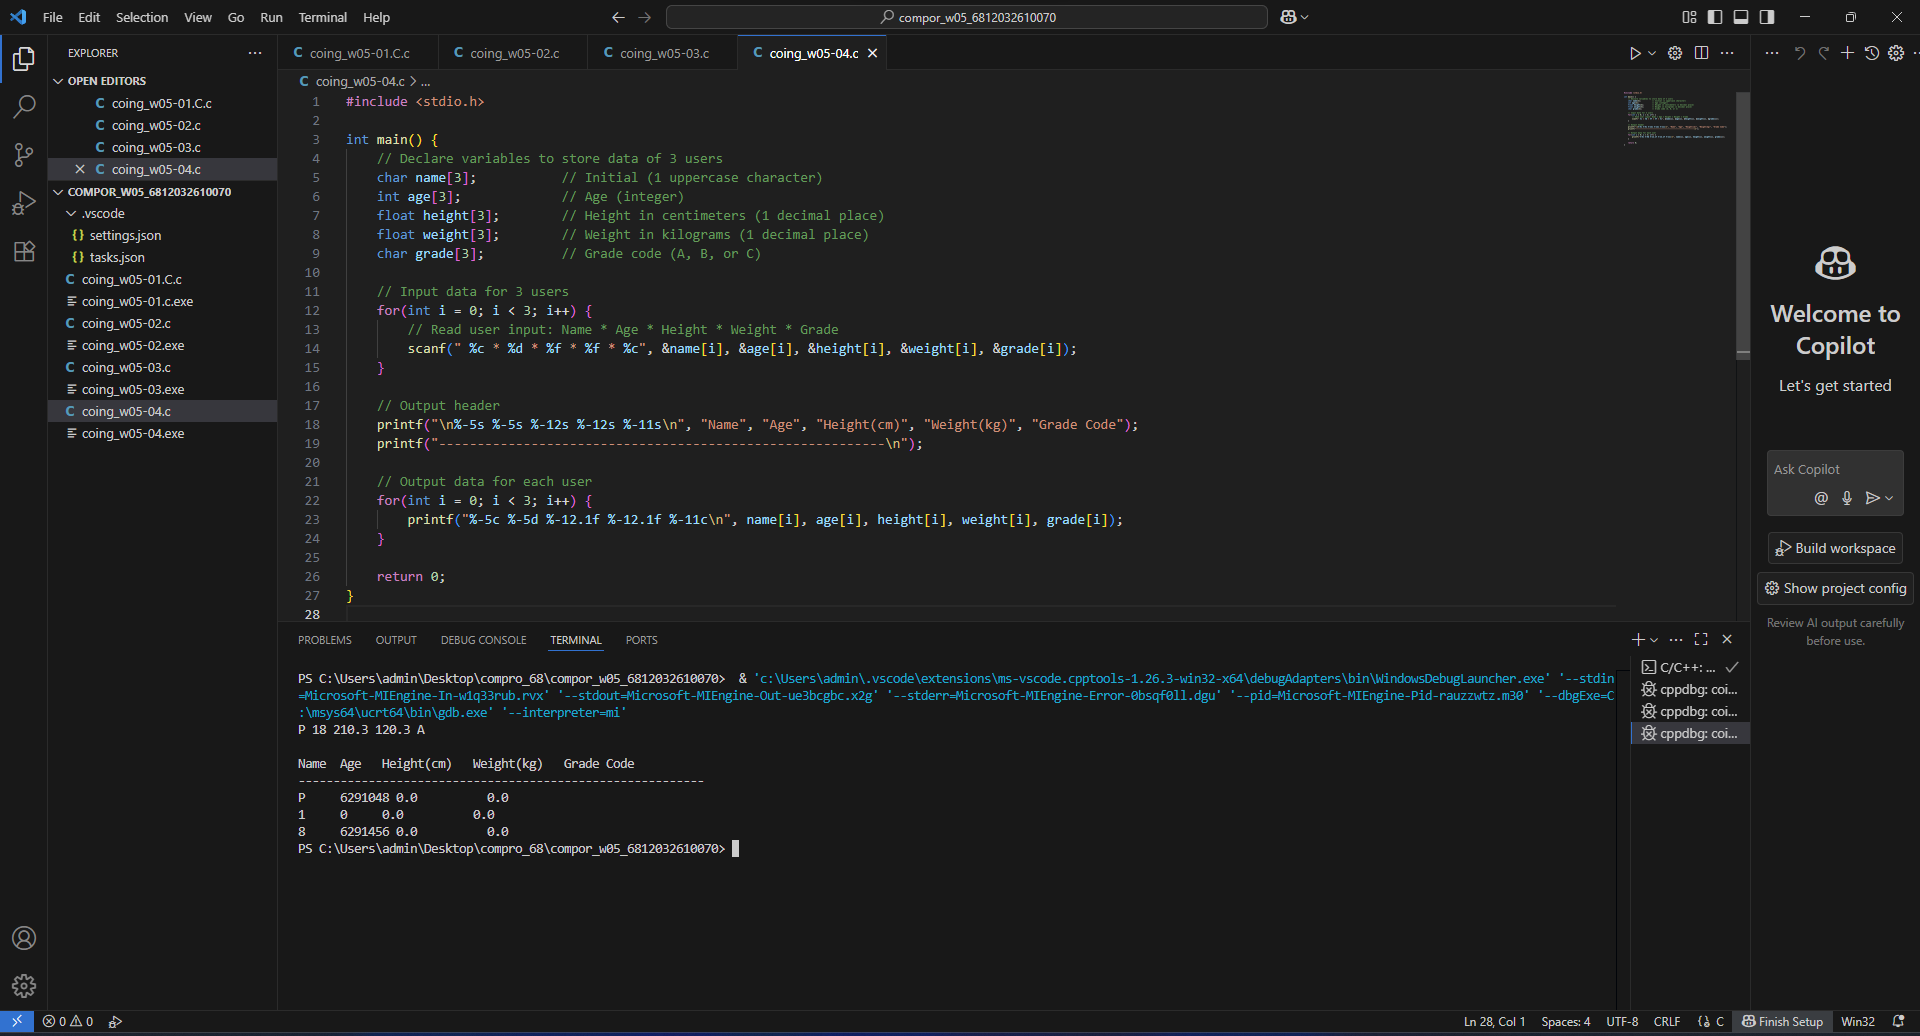 File Edit Selection View Go Run Terminal Help
compor_w05_6812032610070
EXPLORER
OPEN EDITORS
C coing_w05-01.C.c
C coing_w05-02.c
C coing_w05-03.c
C coing_w05-04.c
COMPOR_W05_6812032610070
.vscode
{} settings.json
{} tasks.json
C coing_w05-01.C.c
coing_w05-01.c.exe
C coing_w05-02.c
coing_w05-02.exe
C coing_w05-03.c
coing_w05-03.exe
C coing_w05-04.c
coing_w05-04.exe
C coing_w05-01.C.c C coing_w05-02.c C coing_w05-03.c C coing_w05-04.c
C coing_w05-04.c > ...
1 #include <stdio.h>
2
3 int main() {
4 // Declare variables to store data of 3 users
5 char name[3]; // Initial (1 uppercase character)
6 int age[3]; // Age (integer)
7 float height[3]; // Height in centimeters (1 decimal place)
8 float weight[3]; // Weight in kilograms (1 decimal place)
9 char grade[3]; // Grade code (A, B, or C)
10
11 // Input data for 3 users
12 for(int i = 0; i < 3; i++) {
13 // Read user input: Name * Age * Height * Weight * Grade
14 scanf(" %c * %d * %f * %f * %c", &name[i], &age[i], &height[i], &weight[i], &grade[i]);
15 }
16
17 // Output header
18 printf("\n%-5s %-5s %-12s %-12s %-11s\n", "Name", "Age", "Height(cm)", "Weight(kg)", "Grade Code");
19 printf("----------------------------------------------------------\n");
20
21 // Output data for each user
22 for(int i = 0; i < 3; i++) {
23 printf("%-5c %-5d %-12.1f %-12.1f %-11c\n", name[i], age[i], height[i], weight[i], grade[i]);
24 }
25
26 return 0;
27 }
28
PROBLEMS OUTPUT DEBUG CONSOLE TERMINAL PORTS
PS C:\Users\admin\Desktop\compro_68\compor_w05_6812032610070> & 'c:\Users\admin\.vscode\extensions\ms-vscode.cpptools-1.26.3-win32-x64\debugAdapters\bin\WindowsDebugLauncher.exe' '--stdin
=Microsoft-MIEngine-In-w1q33rub.rvx' '--stdout=Microsoft-MIEngine-Out-ue3bcgbc.x2g' '--stderr=Microsoft-MIEngine-Error-0bsqf0ll.dgu' '--pid=Microsoft-MIEngine-Pid-rauzzwtz.m30' '--dbgExe=C
:\msys64\ucrt64\bin\gdb.exe' '--interpreter=mi'
P 18 210.3 120.3 A
Name Age Height(cm) Weight(kg) Grade Code
----------------------------------------------------------
P 6291048 0.0 0.0
1 0 0.0 0.0
8 6291456 0.0 0.0
PS C:\Users\admin\Desktop\compro_68\compor_w05_6812032610070>
C/C++: ...
cppdbg: coi...
cppdbg: coi...
cppdbg: coi...
Welcome to
Copilot
Let's get started
Ask Copilot
Build workspace
Show project config
Review AI output carefully
before use.
0 0
Ln 28, Col 1 Spaces: 4 UTF-8 CRLF {} C Finish Setup Win32